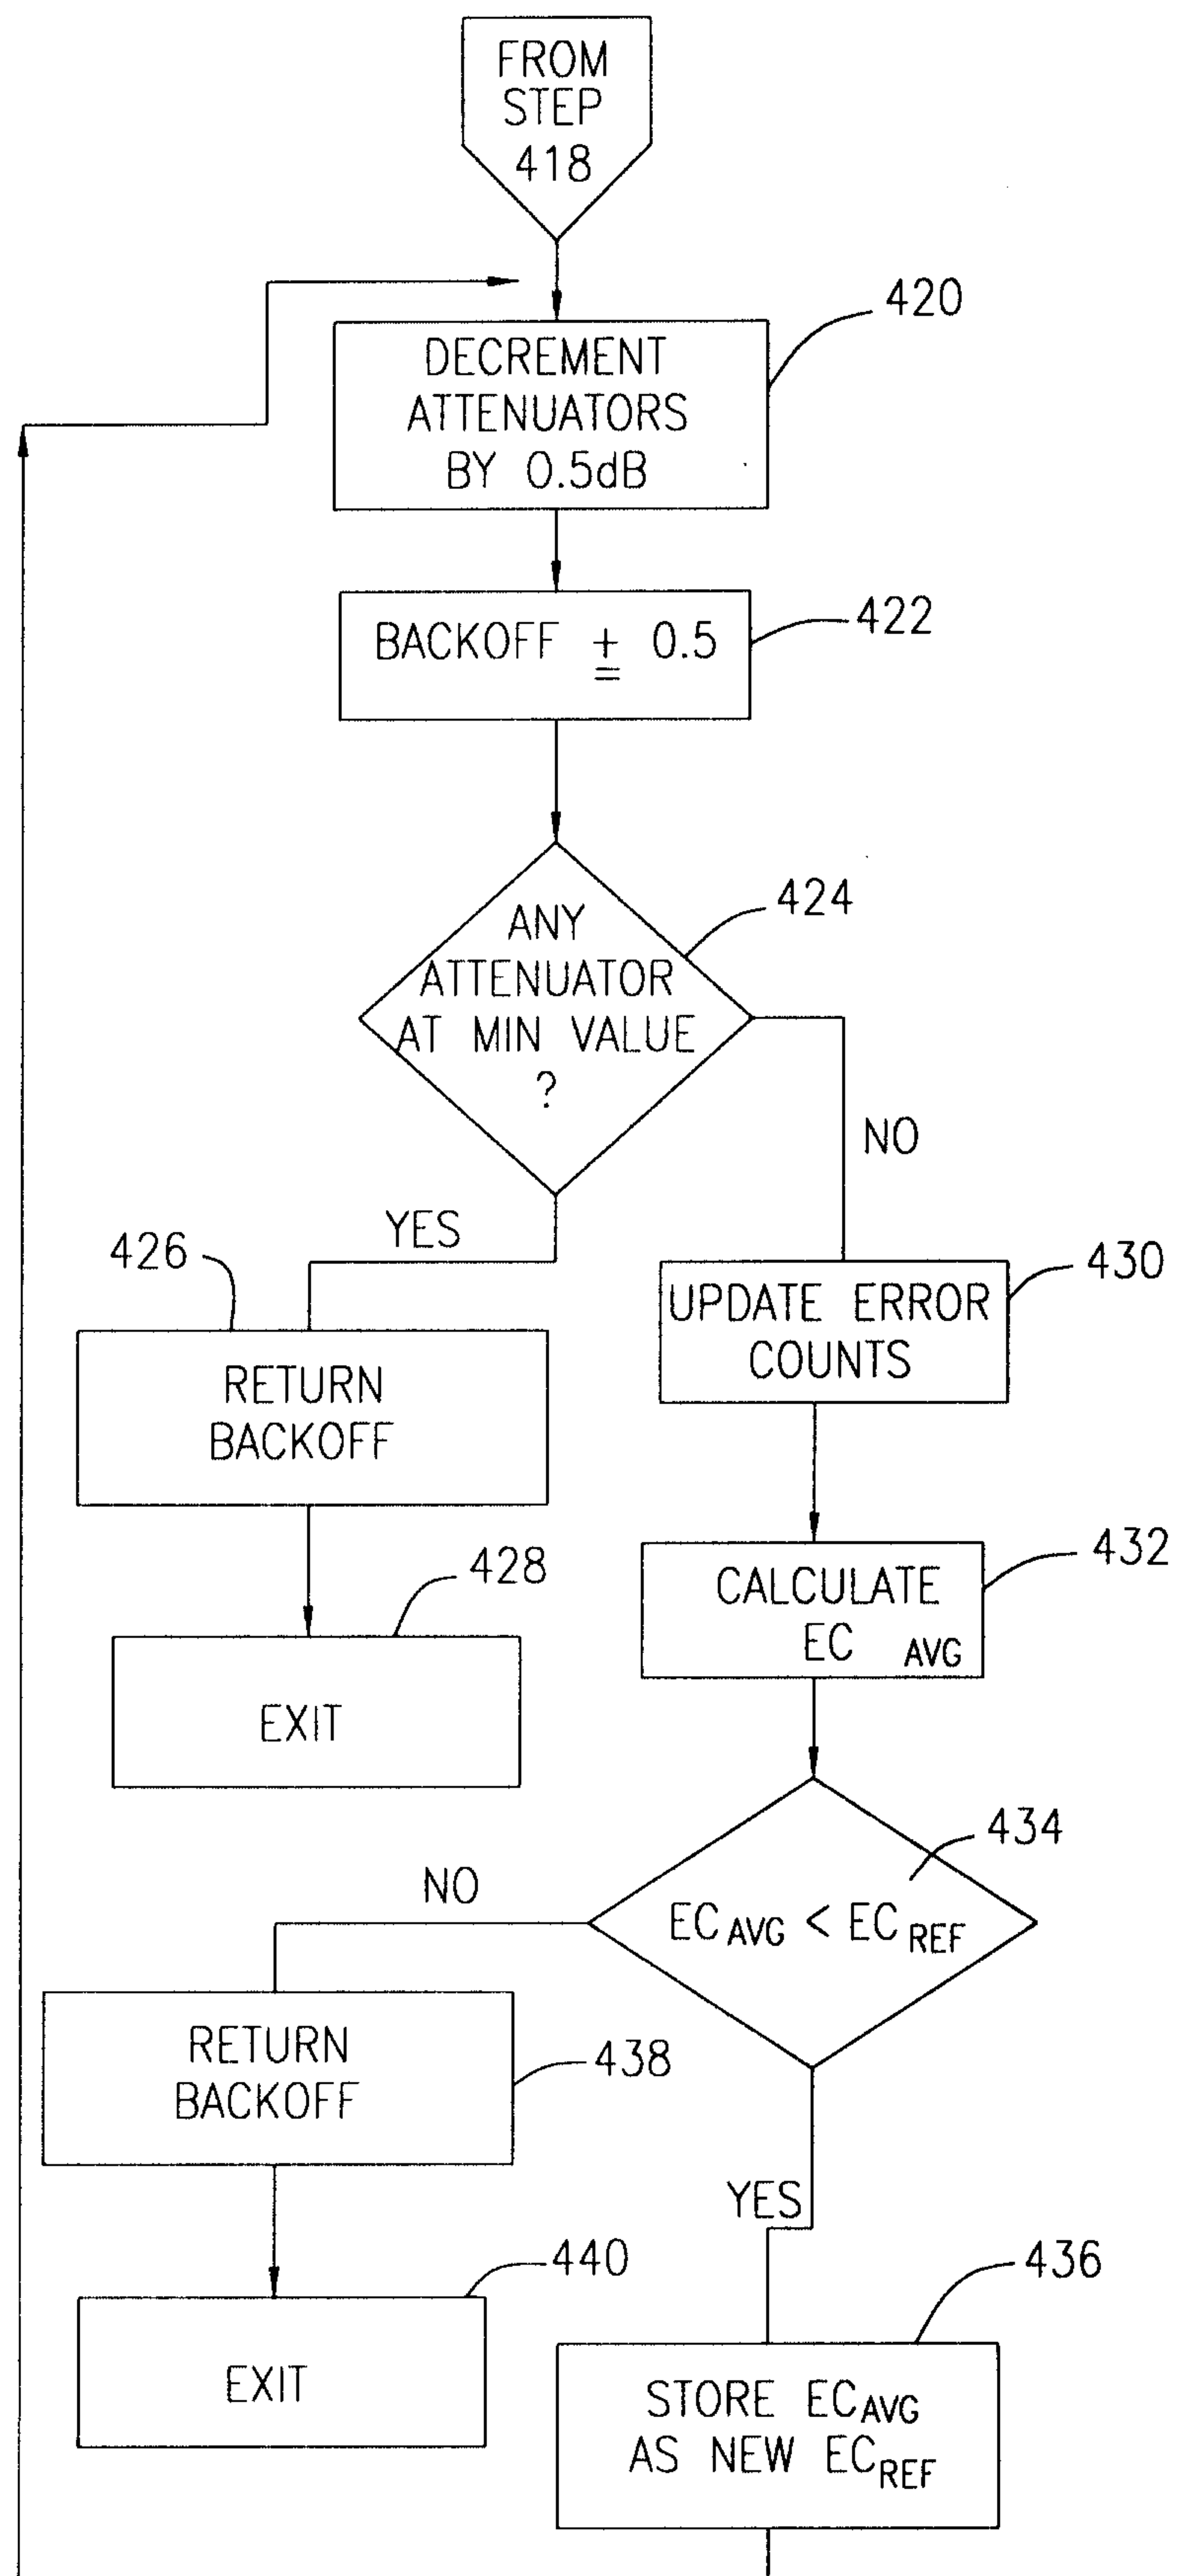 FROM
STEP
418
420
DECREMENT
ATTENUATORS
BY 0.5dB
422
BACKOFF += 0.5
424
ANY
ATTENUATOR
AT MIN VALUE
?
NO
YES
426
430
UPDATE ERROR
COUNTS
RETURN
BACKOFF
432
428
CALCULATE
EC AVG
EXIT
434
NO
EC AVG < EC REF
RETURN
BACKOFF
438
YES
440
436
EXIT
STORE EC AVG
AS NEW EC REF